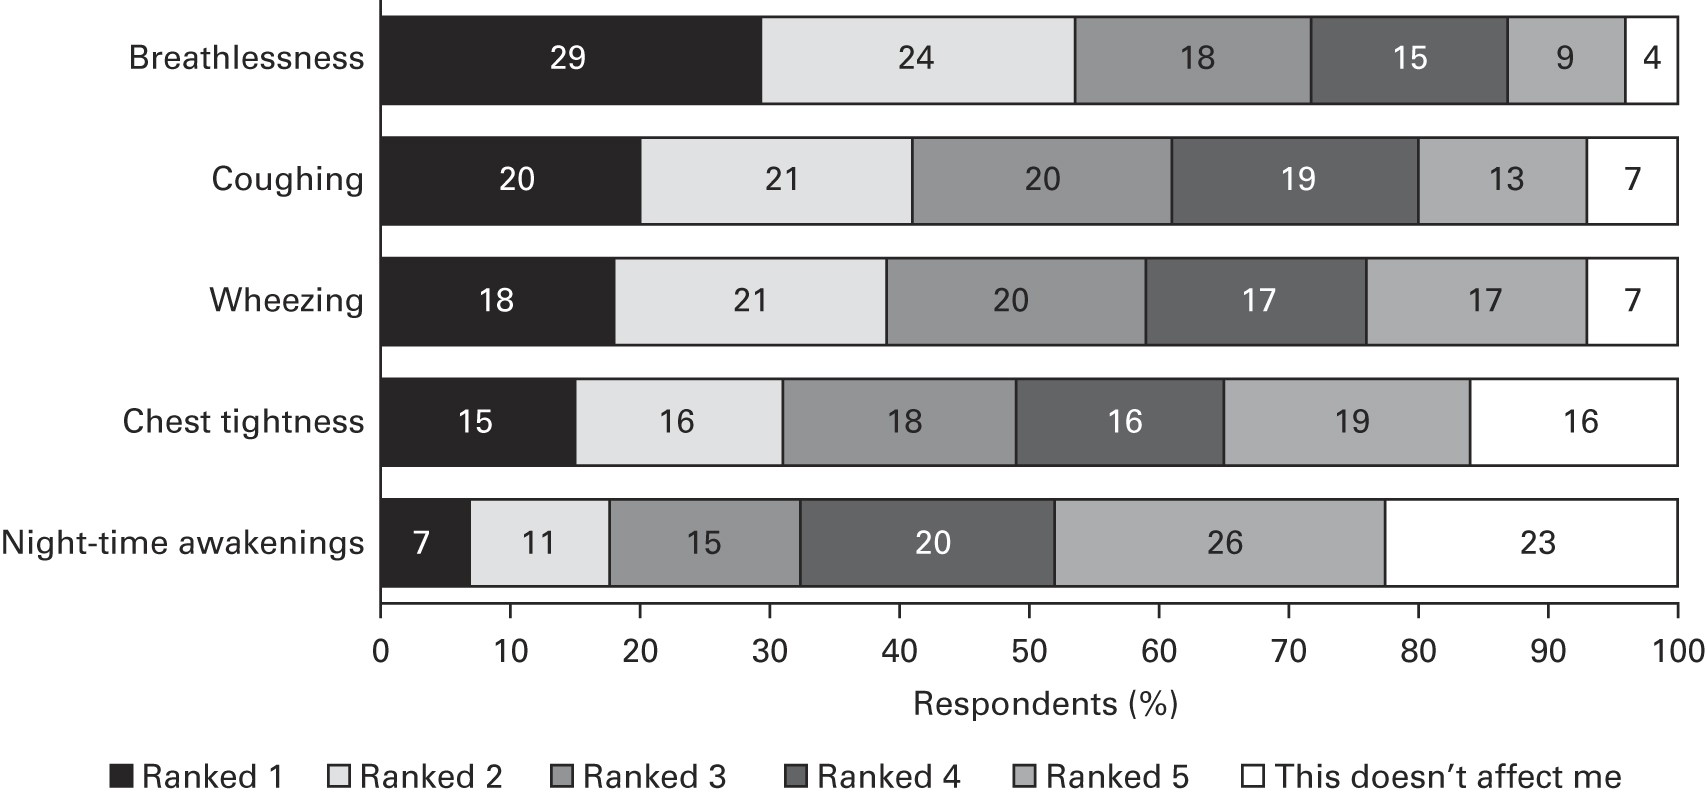 Breathlessness 29 24 18 15 9 4
Coughing 20 21 20 19 13 7
Wheezing 18 21 20 17 17 7
Chest tightness 15 16 18 16 19 16
Night-time awakenings 7 11 15 20 26 23
0 10 20 30 40 50 60 70 80 90 100
Respondents (%)
Ranked 1 Ranked 2 Ranked 3 Ranked 4 Ranked 5 This doesn’t affect me